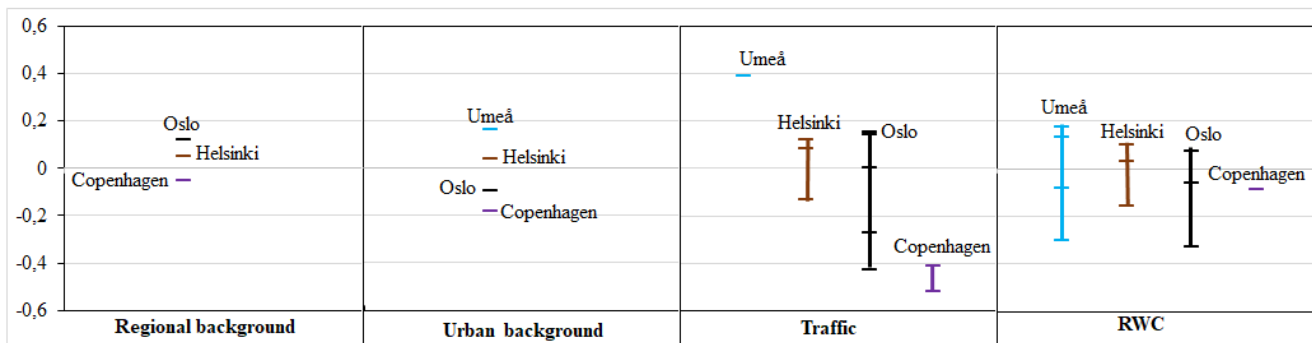 0,6
0,4
0,2
0
-0,2
-0,4
-0,6
Oslo
Helsinki
Copenhagen
Regional background
Umeå
Helsinki
Oslo
Copenhagen
Urban background
Umeå
Helsinki
Oslo
Copenhagen
Traffic
Umeå
Helsinki
Oslo
Copenhagen
RWC